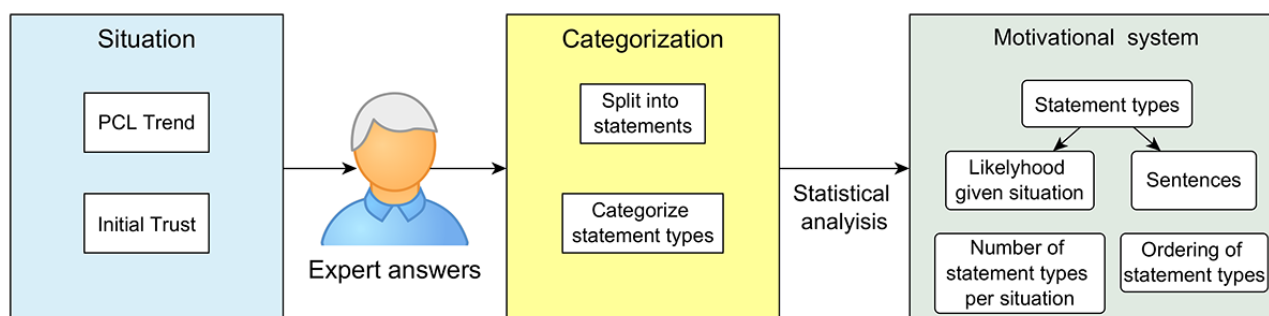 Situation
PCL Trend
Initial Trust
Expert answers
Categorization
Split into
statements
Categorize
statement types
Statistical
analyisis
Motivational system
Statement types
Likelyhood
given situation
Sentences
Number of
statement types
per situation
Ordering of
statement types